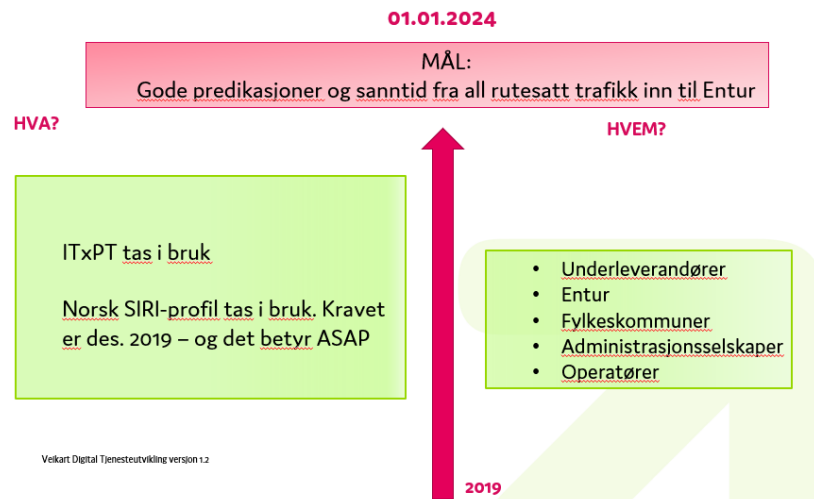 01.01.2024
MÅL:
Gode predikasjoner og sanntid fra all rutesatt trafikk inn til Entur
HVA?
HVEM?
ITxPT tas i bruk
Norsk SIRI-profil tas i bruk. Kravet
er des. 2019 – og det betyr ASAP
• Underleverandører
• Entur
• Fylkeskommuner
• Administrasjonsselskaper
• Operatører
Veikart Digital Tjenesteutvikling versjon 1.2
2019